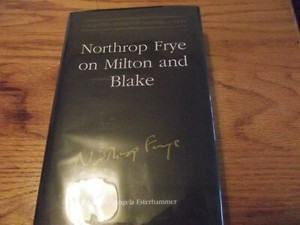 Northrop Frye
on Milton and
Blake
Northrop Frye
Esterhammer